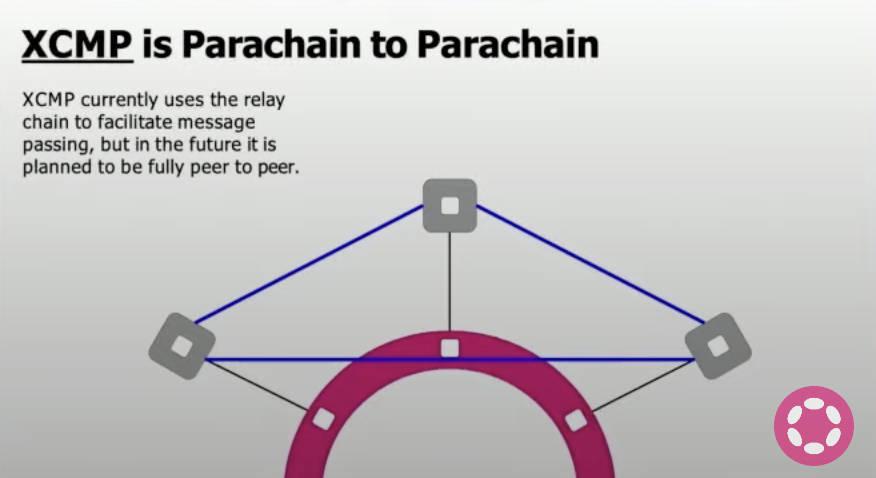 XCMP is Parachain to Parachain
XCMP currently uses the relay
chain to facilitate message
passing, but in the future it is
planned to be fully peer to peer.